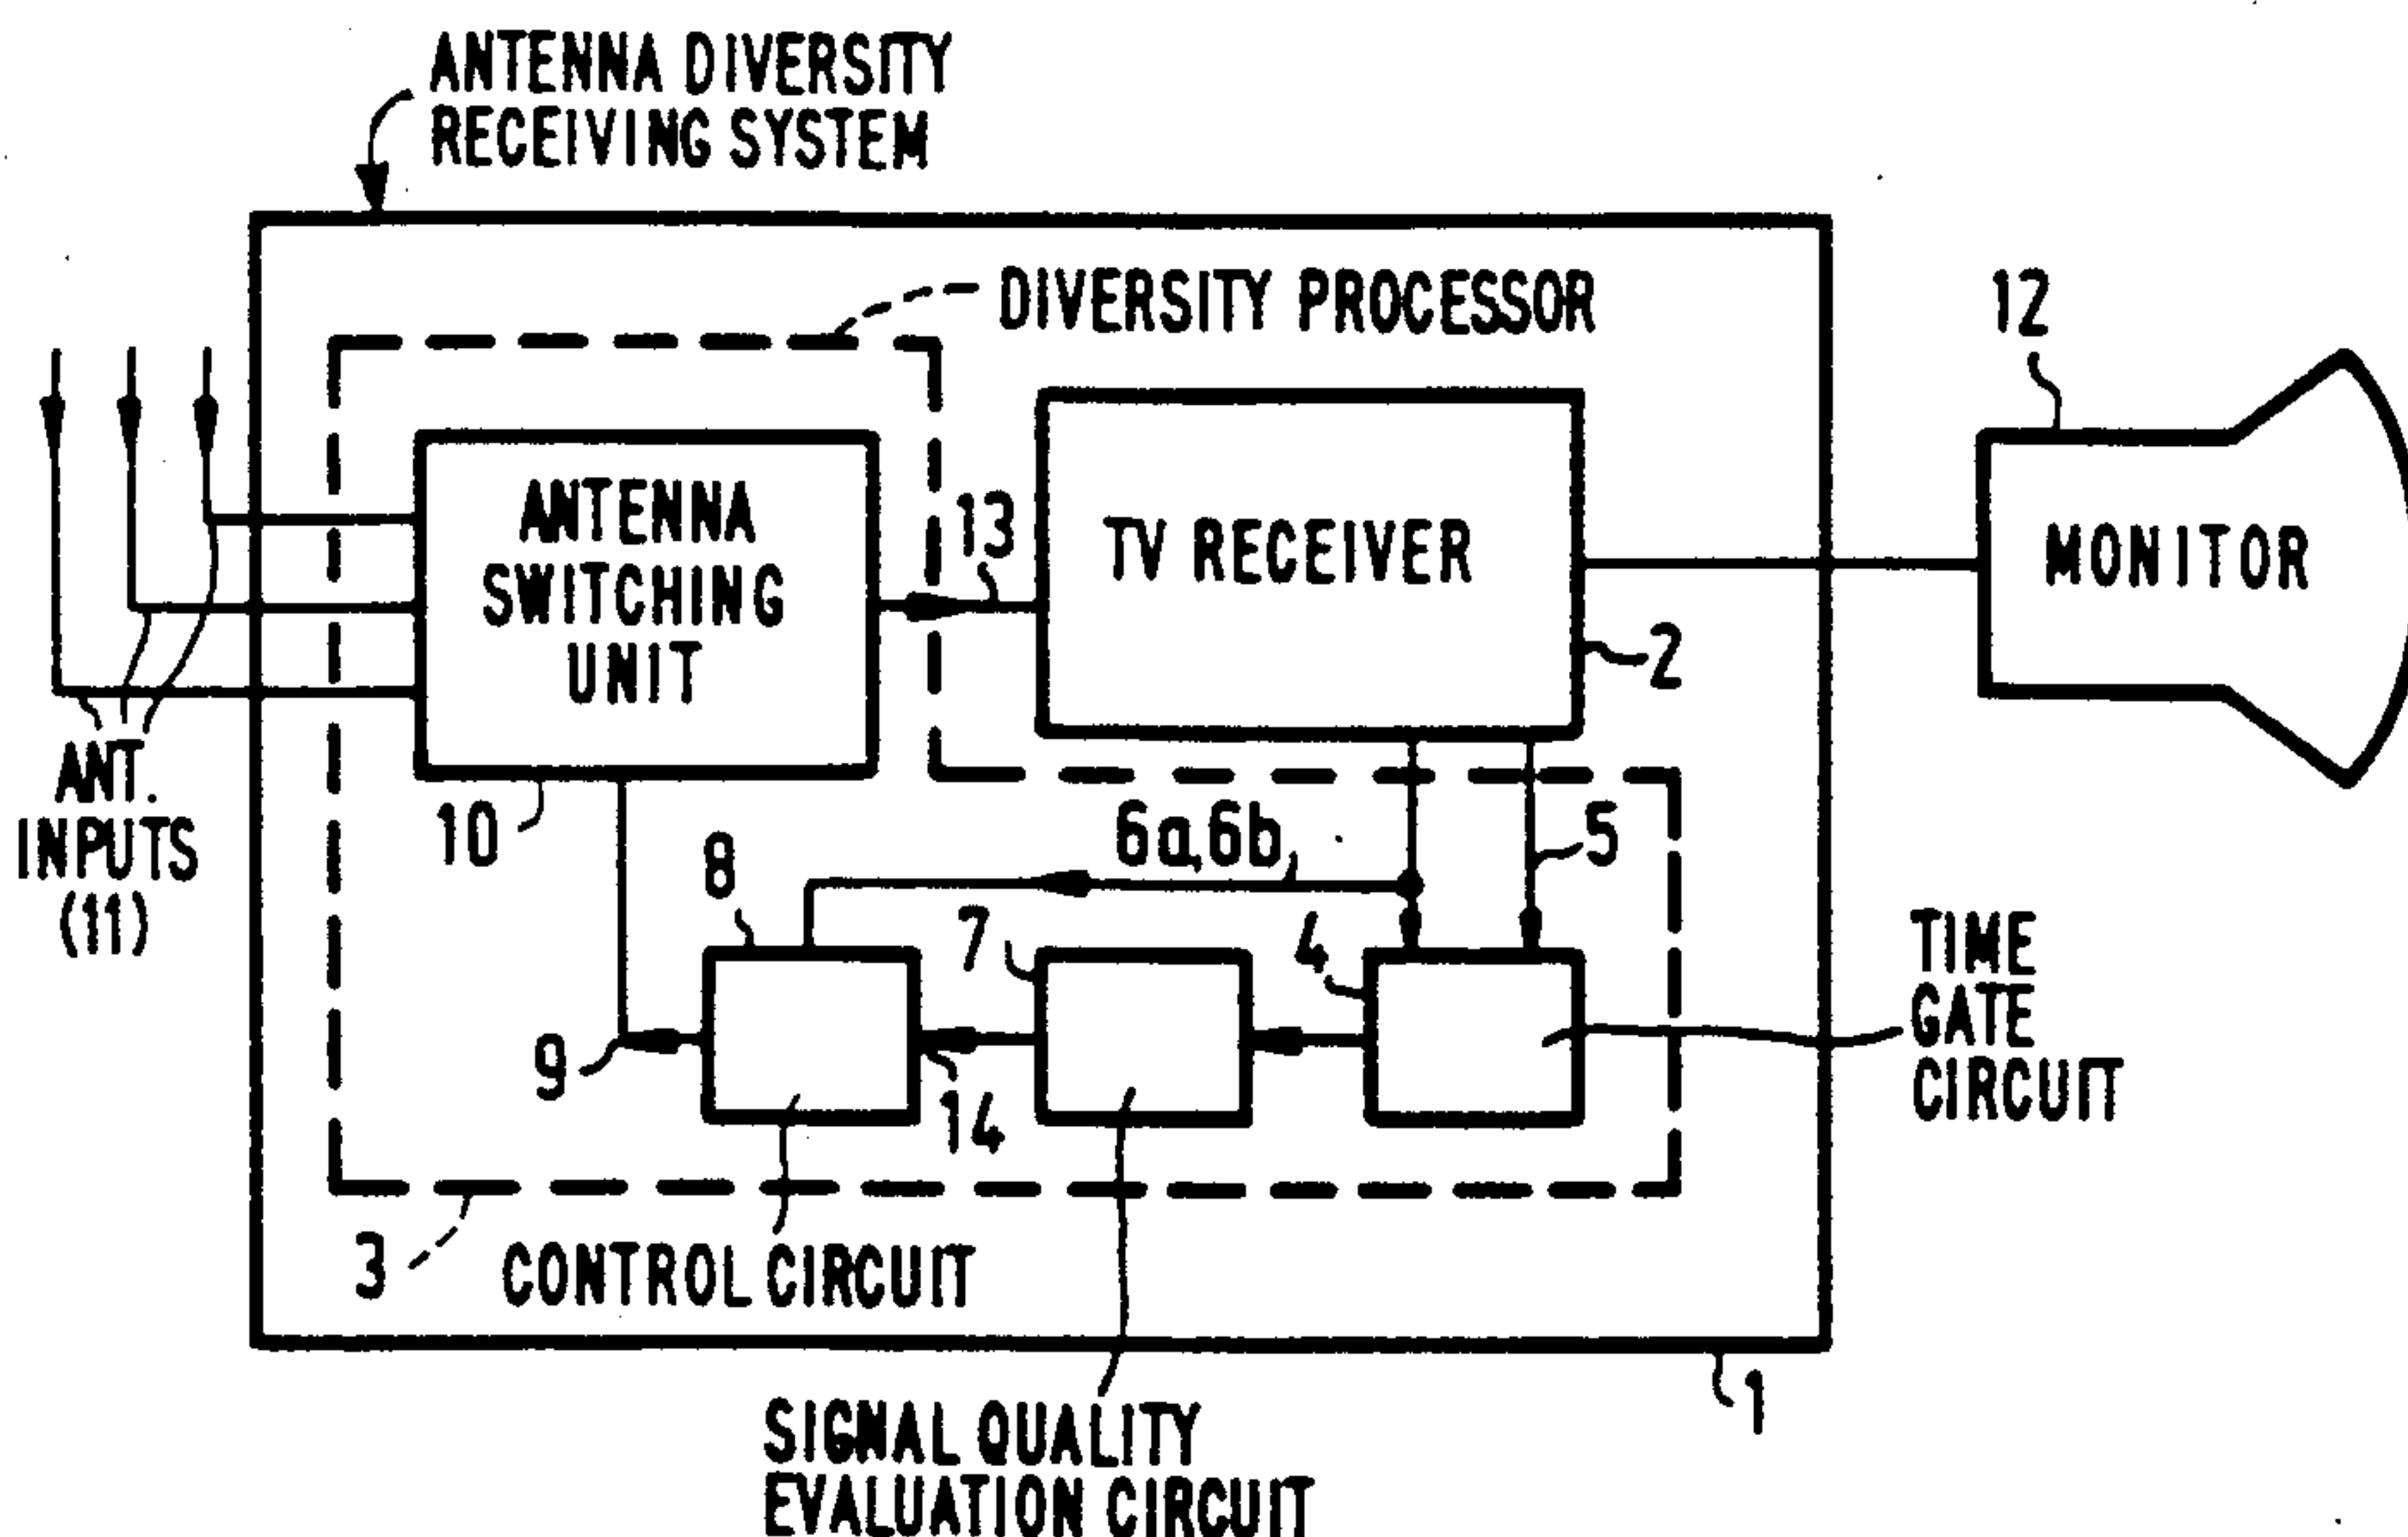 ANTENNA DIVERSITY
RECEIVING SYSTEM
DIVERSITY PROCESSOR
12
ANTENNA
SWITCHING
UNIT
13
TV RECEIVER
MONITOR
2
ANT.
INPUTS
(11)
10
6a,6b
5
8
7
4
TIME
GATE
CIRCUIT
9
14
3
CONTROL CIRCUIT
1
SIGNAL QUALITY
EVALUATION CIRCUIT